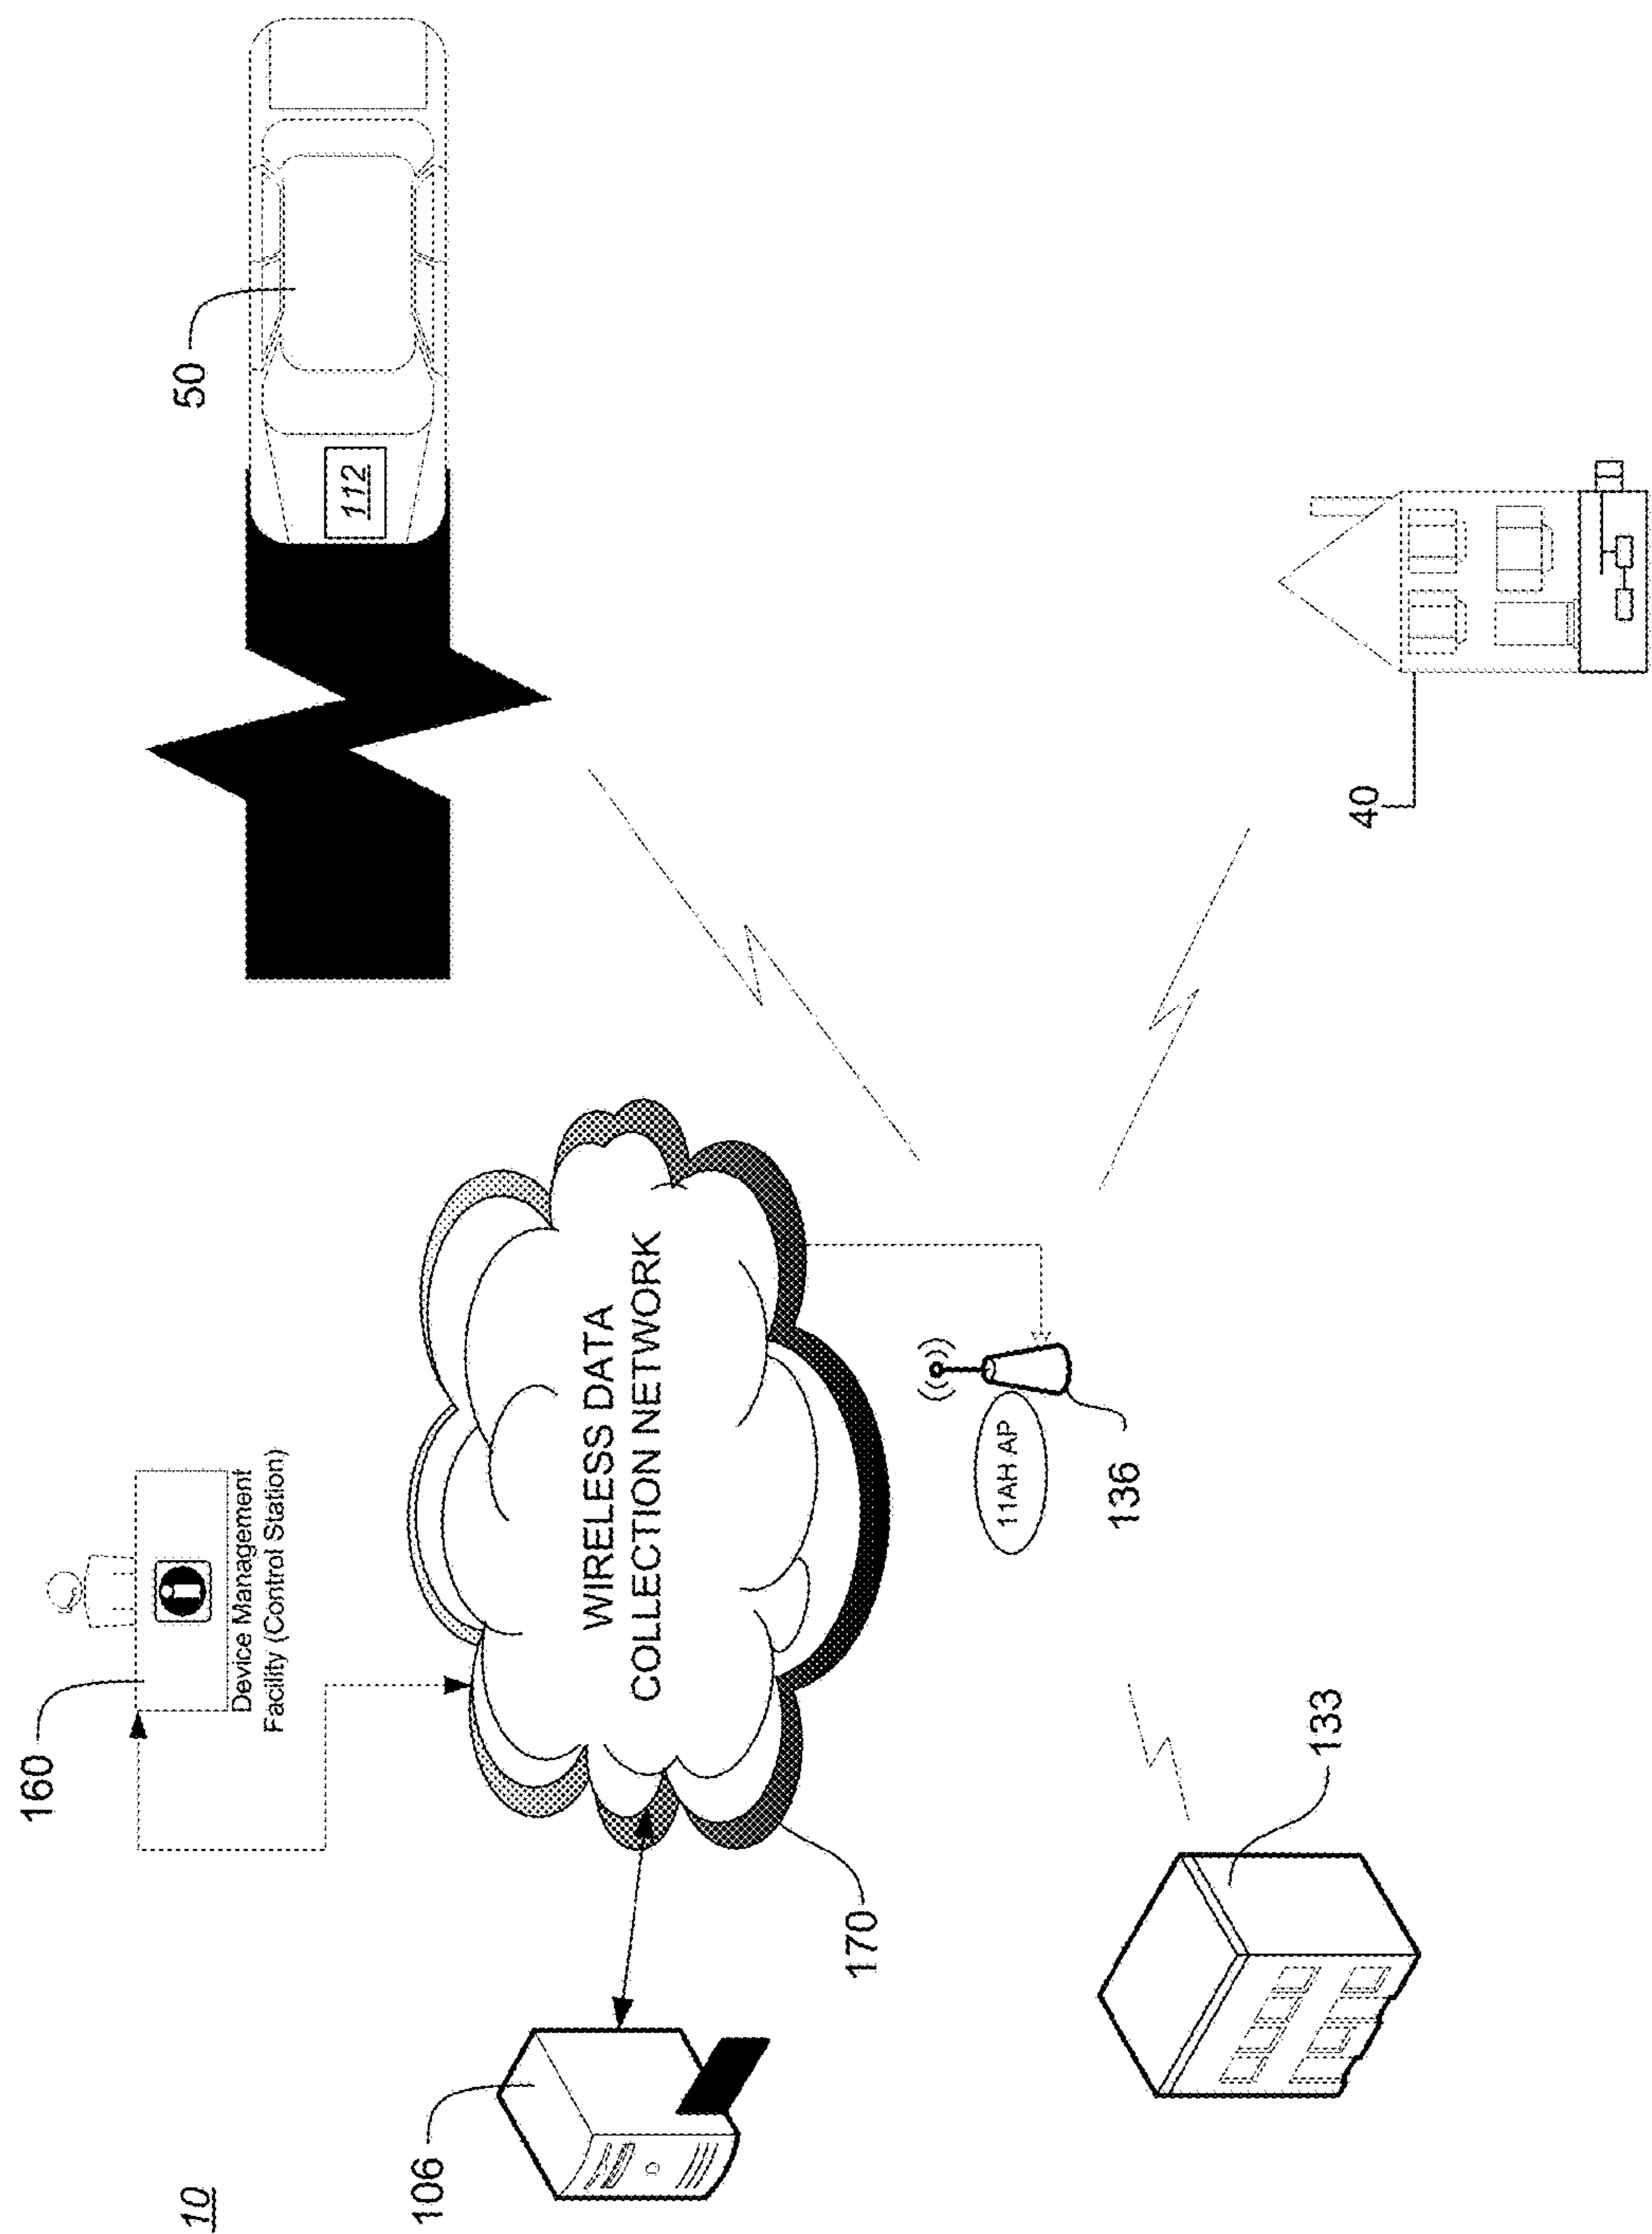 10
160
Device Management
Facility (Control Station)
50
112
106
WIRELESS DATA
COLLECTION NETWORK
170
11AH AP
136
133
40